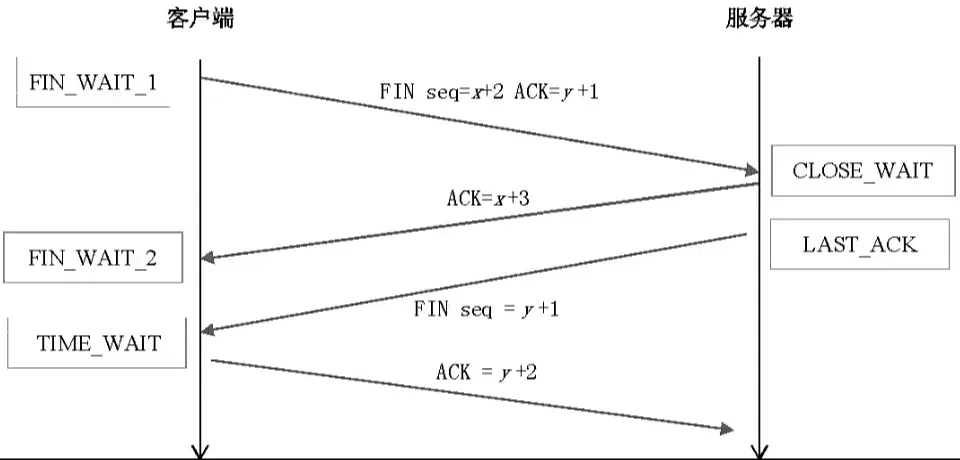 客户端
服务器
FIN_WAIT_1
FIN seq=x+2 ACK=y+1
CLOSE_WAIT
ACK=x+3
LAST_ACK
FIN_WAIT_2
FIN seq = y+1
TIME_WAIT
ACK = y+2